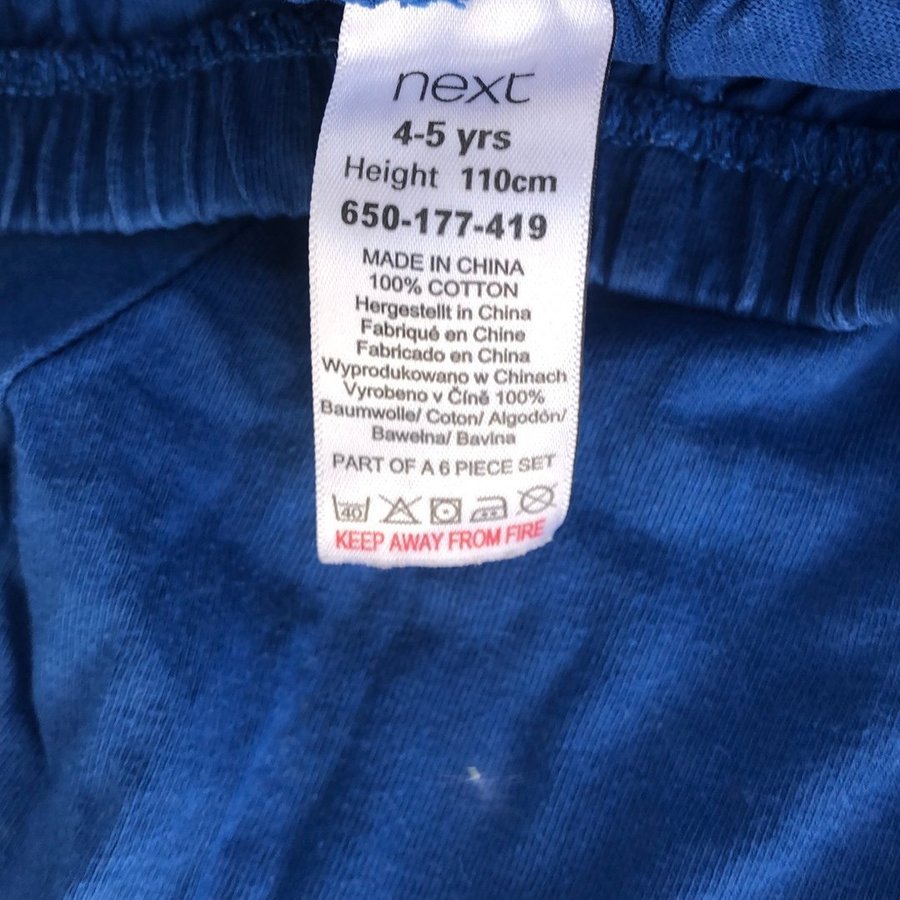 next
4-5 yrs
Height 110cm
650-177-419
MADE IN CHINA
100% COTTON
Hergestellt in China
Fabriqué en Chine
Fabricado en China
Wyprodukowano w Chinach
Vyrobeno v Číně 100%
Baumwolle/ Coton/ Algodón/
Bawełna/ Bavlna
PART OF A 6 PIECE SET
40
KEEP AWAY FROM FIRE